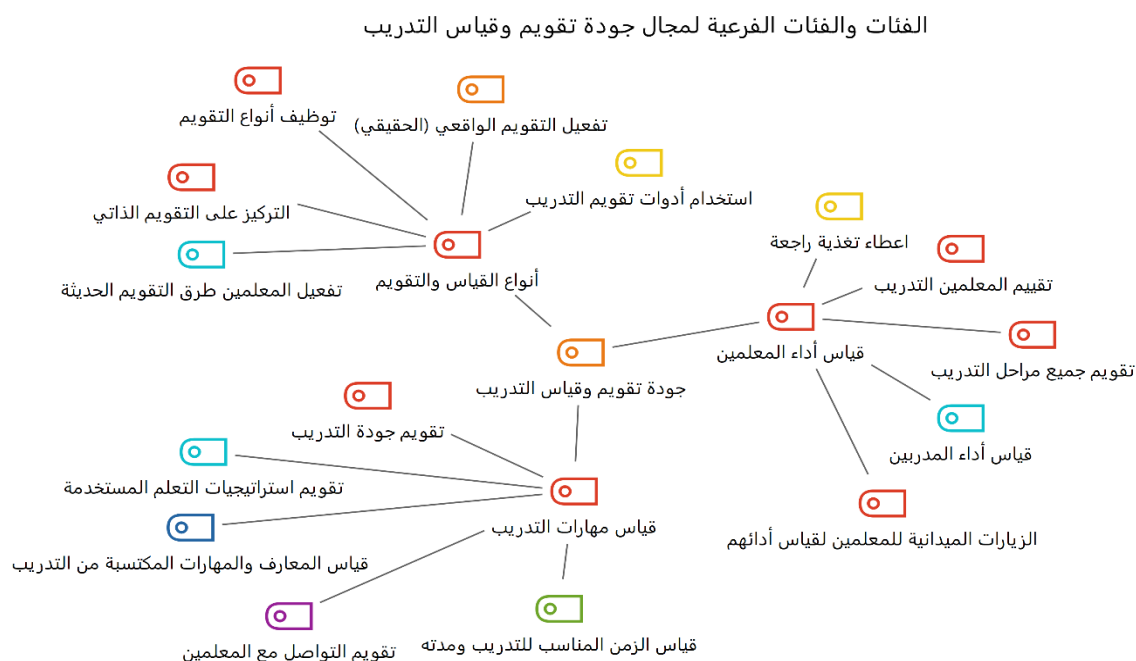 الفئات والفئات الفرعية لمجال جودة تقويم وقياس التدريب
توظيف أنواع التقويم
تفعيل التقويم الواقعي (الحقيقي)
استخدام أدوات تقويم التدريب
التركيز على التقويم الذاتي
تفعيل المعلمين طرق التقويم الحديثة
أنواع القياس والتقويم
اعطاء تغذية راجعة
تقييم المعلمين التدريب
قياس أداء المعلمين
تقويم جميع مراحل التدريب
جودة تقويم وقياس التدريب
قياس أداء المدربين
الزيارات الميدانية للمعلمين لقياس أدائهم
تقويم جودة التدريب
تقويم استراتيجيات التعلم المستخدمة
قياس مهارات التدريب
قياس المعارف والمهارات المكتسبة من التدريب
قياس الزمن المناسب للتدريب ومدته
تقويم التواصل مع المعلمين